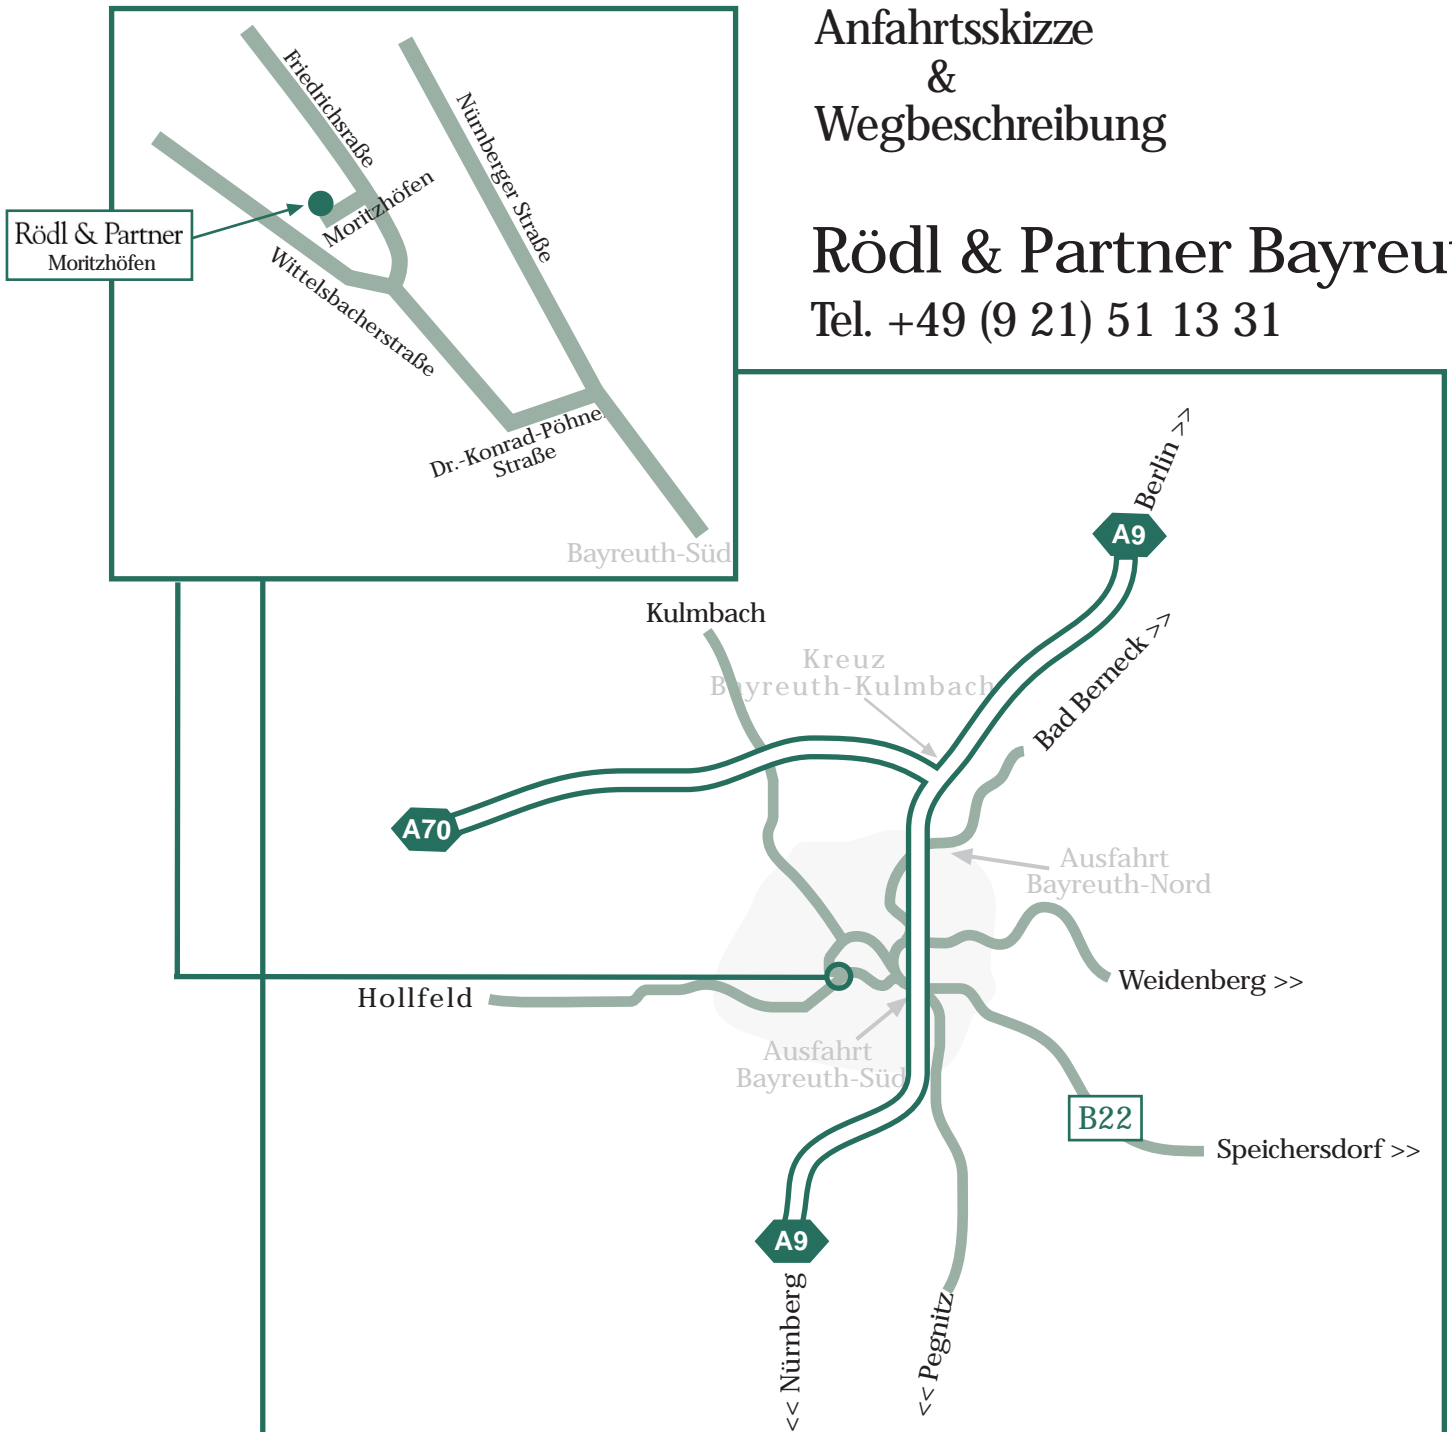 Anfahrtsskizze
&
Wegbeschreibung
Rödl & Partner Bayreu
Tel. +49 (9 21) 51 13 31
Friedrichsraße
Nürnberger Straße
Moritzhöfen
Rödl & Partner
Moritzhöfen
Wittelsbacherstraße
Dr.-Konrad-Pöhne
Straße
Bayreuth-Süd
Berlin >>
A9
Kulmbach
Kreuz
Bayreuth-Kulmbach
Bad Berneck >>
A70
Ausfahrt
Bayreuth-Nord
Weidenberg >>
Hollfeld
Ausfahrt
Bayreuth-Süd
B22
Speichersdorf >>
A9
<< Nürnberg
<< Pegnitz